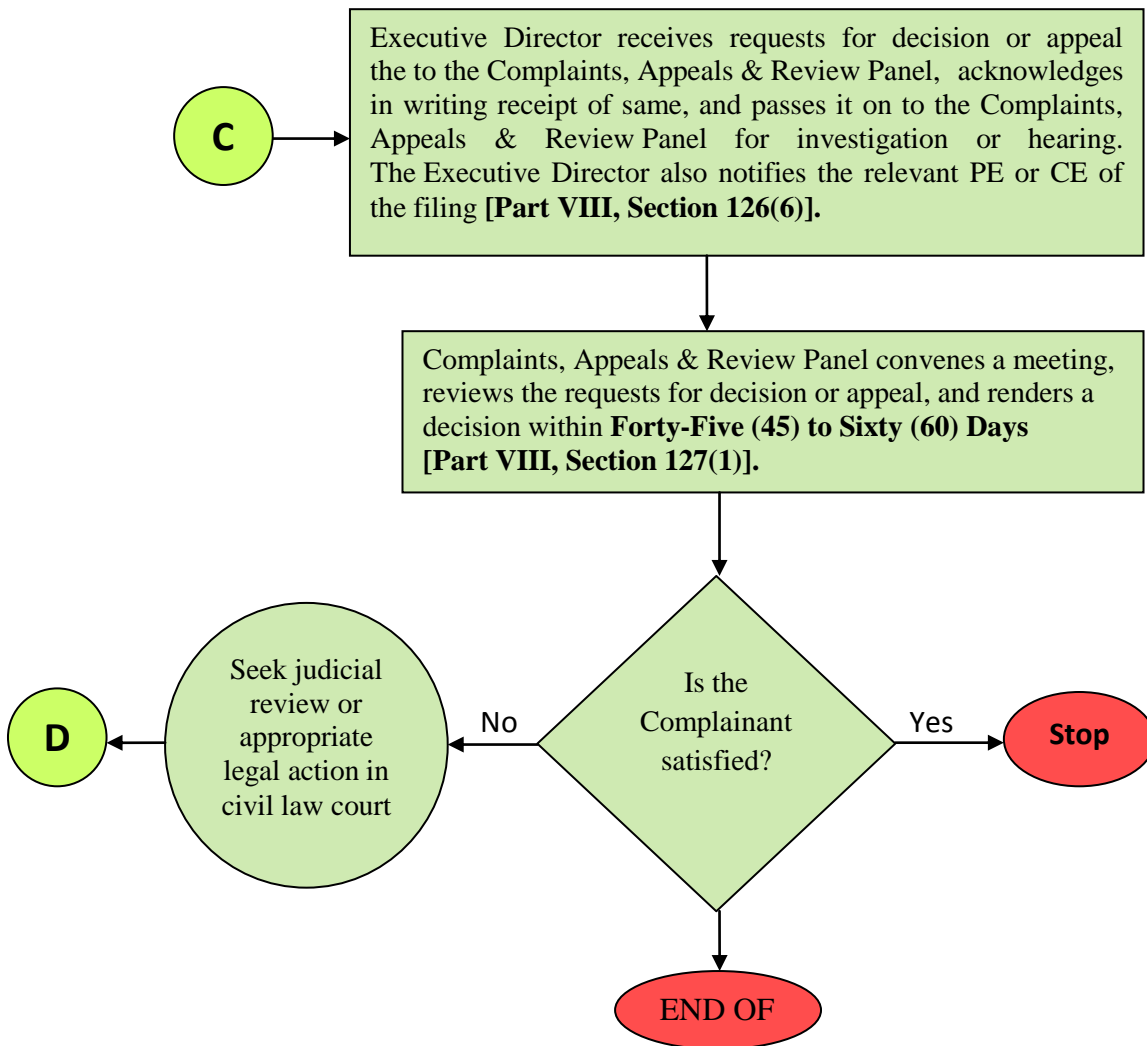 Executive Director receives requests for decision or appeal
the to the Complaints, Appeals & Review Panel, acknowledges
in writing receipt of same, and passes it on to the Complaints,
Appeals & Review Panel for investigation or hearing.
The Executive Director also notifies the relevant PE or CE of
the filing [Part VIII, Section 126(6)].
C
Complaints, Appeals & Review Panel convenes a meeting,
reviews the requests for decision or appeal, and renders a
decision within Forty-Five (45) to Sixty (60) Days
[Part VIII, Section 127(1)].
Is the
Complainant
satisfied?
No
Yes
Seek judicial
review or
appropriate
legal action in
civil law court
D
Stop
END OF